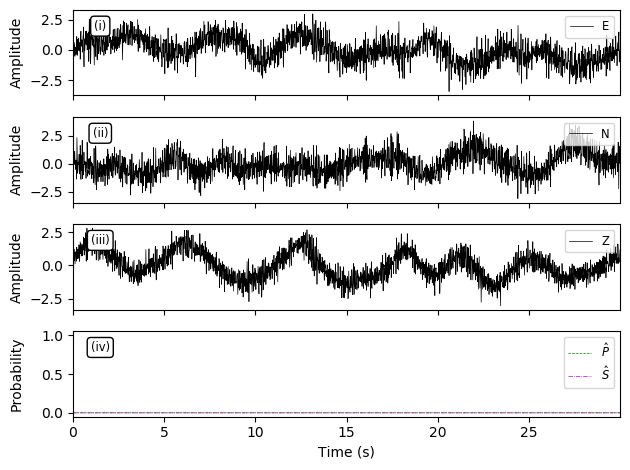 Amplitude
2.5
0.0
−2.5
(i)
E
Amplitude
2.5
0.0
−2.5
(ii)
N
Amplitude
2.5
0.0
−2.5
(iii)
Z
Probability
1.0
0.5
0.0
(iv)
P̂
Ŝ
0 5 10 15 20 25
Time (s)